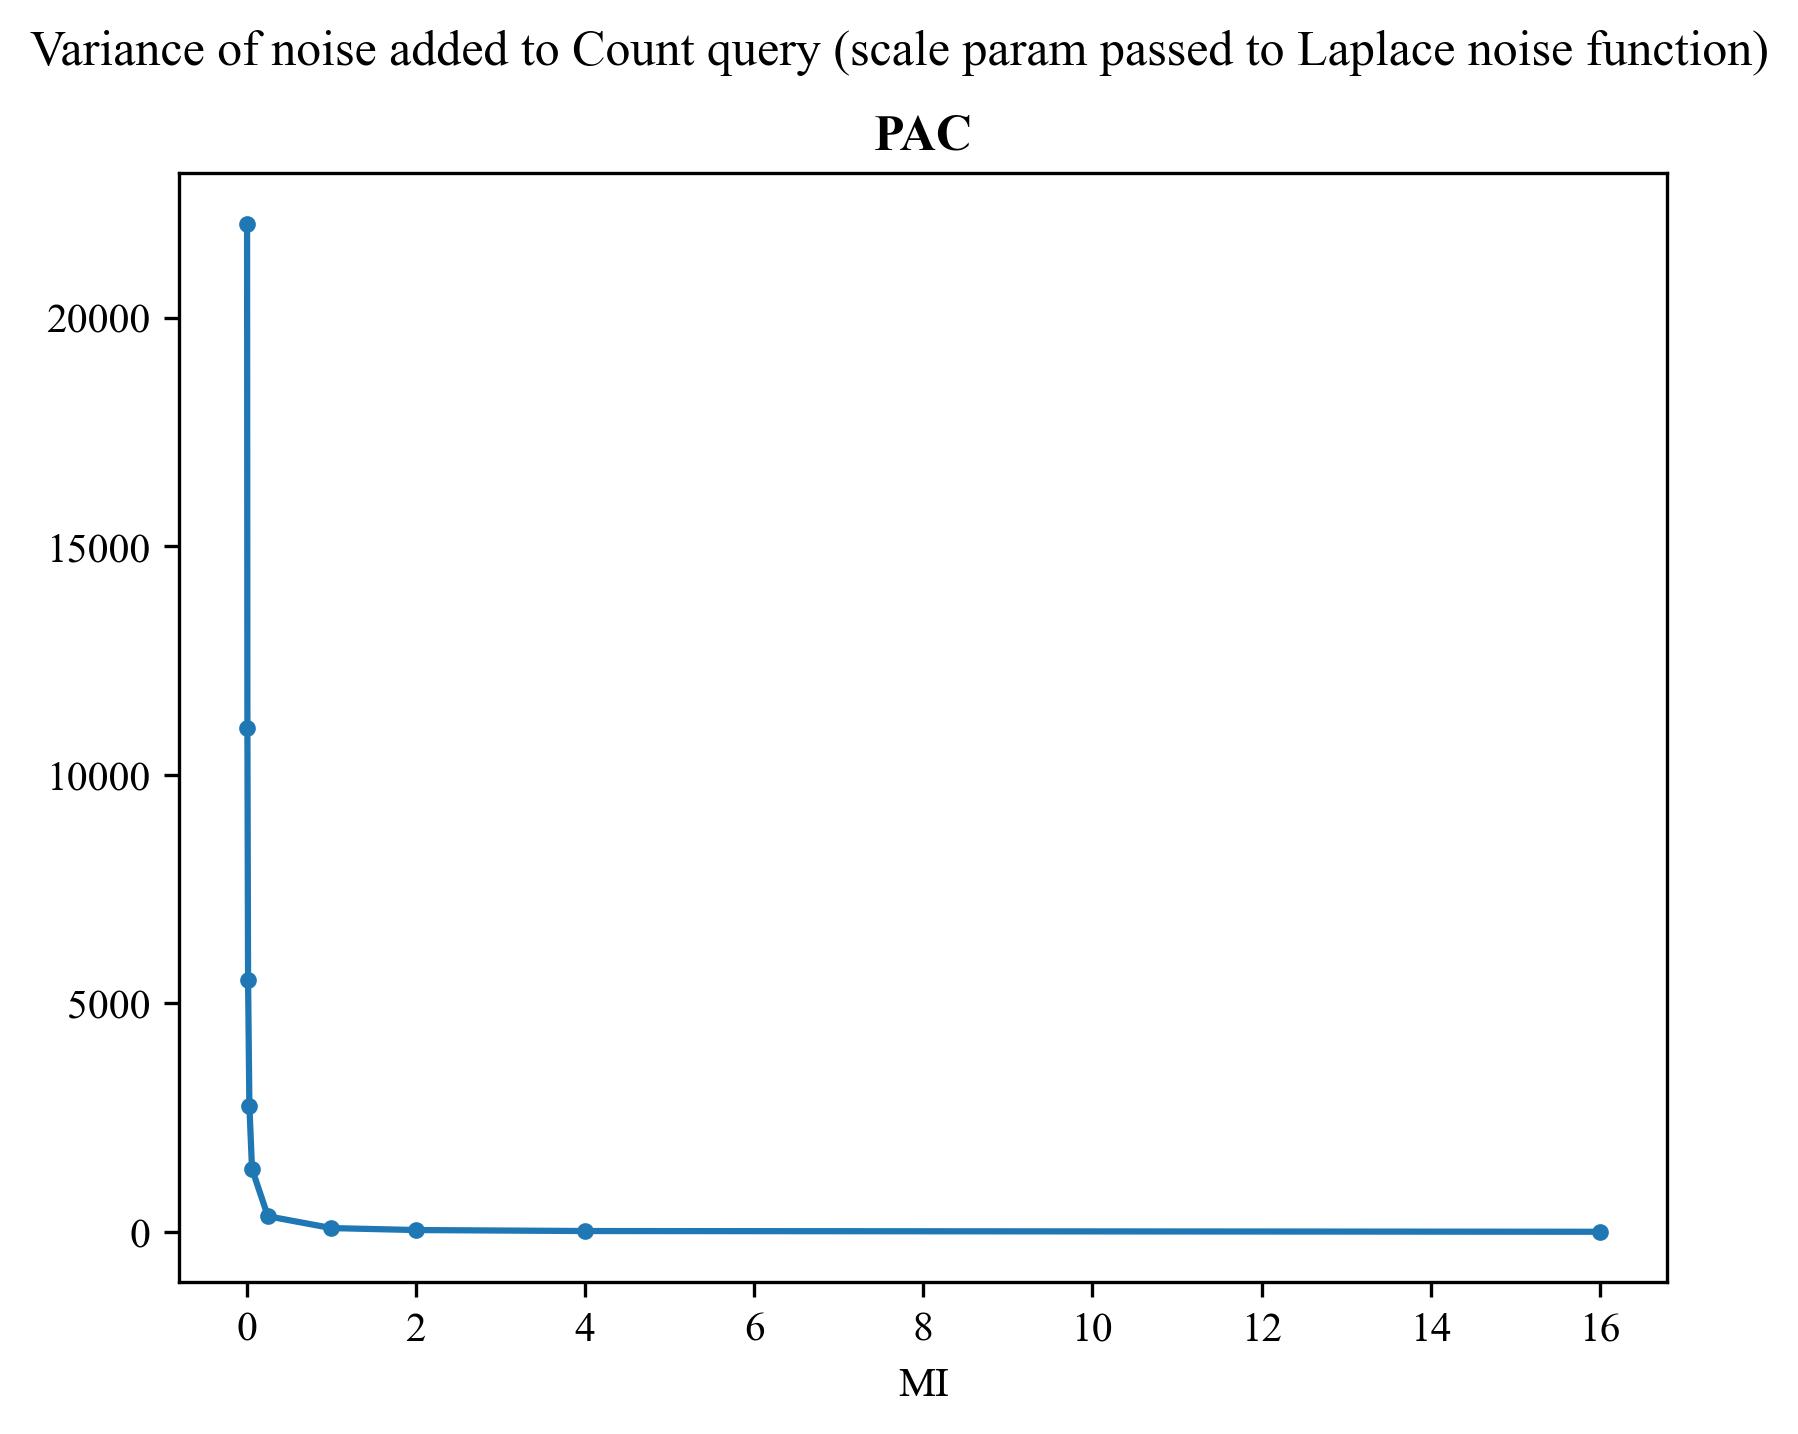 Variance of noise added to Count query (scale param passed to Laplace noise function)
PAC
20000
15000
10000
5000
0
0 2 4 6 8 10 12 14 16
MI